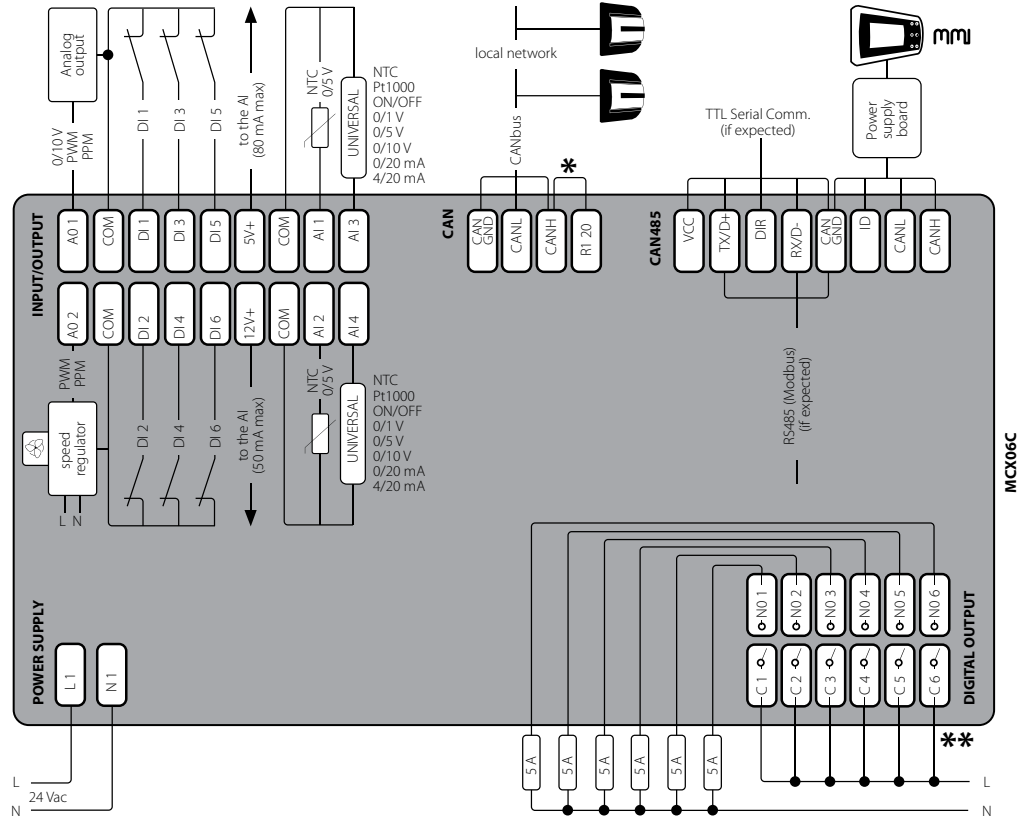 Analog
output
0/10 V
PWM
PPM
DI 1
DI 3
DI 5
to the AI
(80 mA max)
NTC
0/5 V
UNIVERSAL
NTC
Pt1000
ON/OFF
0/1 V
0/5 V
0/10 V
0/20 mA
4/20 mA
local network
CANbus
*
TTL Serial Comm.
(if expected)
mmi
Power
supply
board
INPUT/OUTPUT
A0 1
COM
DI 1
DI 3
DI 5
5V+
COM
AI 1
AI 3
CAN
CAN
GND
CANL
CANH
R1 20
CAN485
VCC
TX/D+
DIR
RX/D-
CAN
GND
ID
CANL
CANH
A0 2
COM
DI 2
DI 4
DI 6
12V+
COM
AI 2
AI 4
PWM
PPM
speed
regulator
L N
DI 2
DI 4
DI 6
to the AI
(50 mA max)
NTC
0/5 V
UNIVERSAL
NTC
Pt1000
ON/OFF
0/1 V
0/5 V
0/10 V
0/20 mA
4/20 mA
RS485 (Modbus)
(if expected)
MCX06C
POWER SUPPLY
L 1
N 1
N0 1
N0 2
N0 3
N0 4
N0 5
N0 6
C 1
C 2
C 3
C 4
C 5
C 6
DIGITAL OUTPUT
**
5 A
5 A
5 A
5 A
5 A
5 A
L
24 Vac
N
L
N